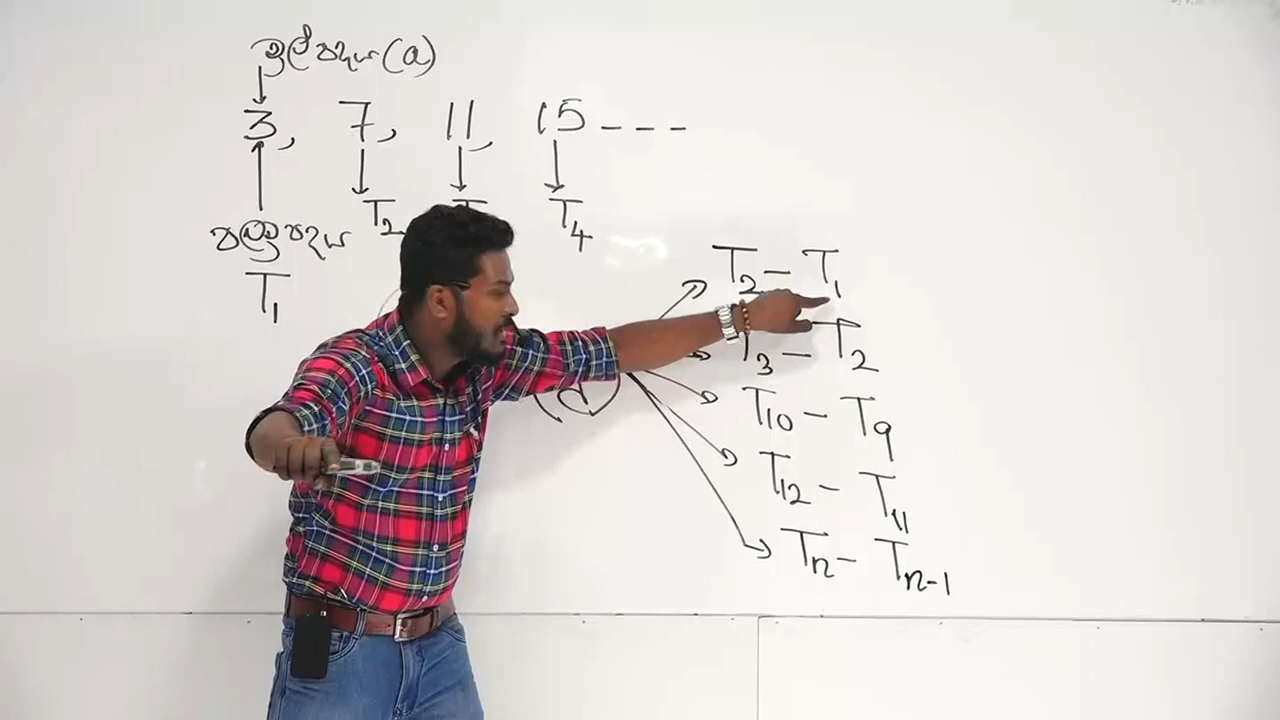 මුල් පදය (a)
3, 7, 11, 15 - - -
T₂ T₄
පළමු පදය
T₁
T₂ - T₁
T₃ - T₂
T₁₀ - T₉
T₁₂ - T₁₁
Tₙ - Tₙ₋₁